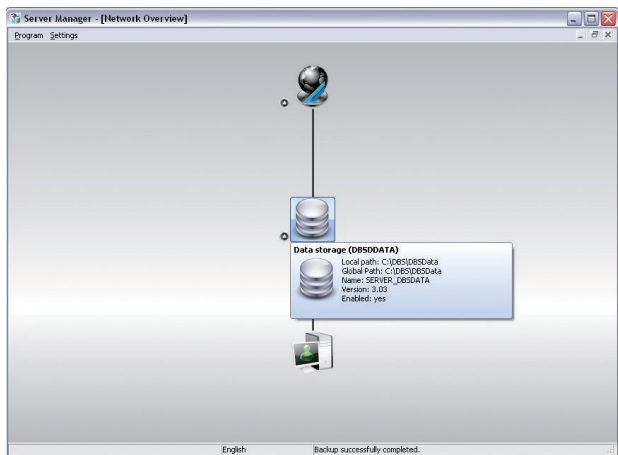 Server Manager - [Network Overview]
Program Settings
Data storage (DBSDDATA)
Local path: C:\DBS\DBSData
Global Path: C:\DBS\DBSData
Name: SERVER_DBSDATA
Version: 3.03
Enabled: yes
English Backup successfully completed.